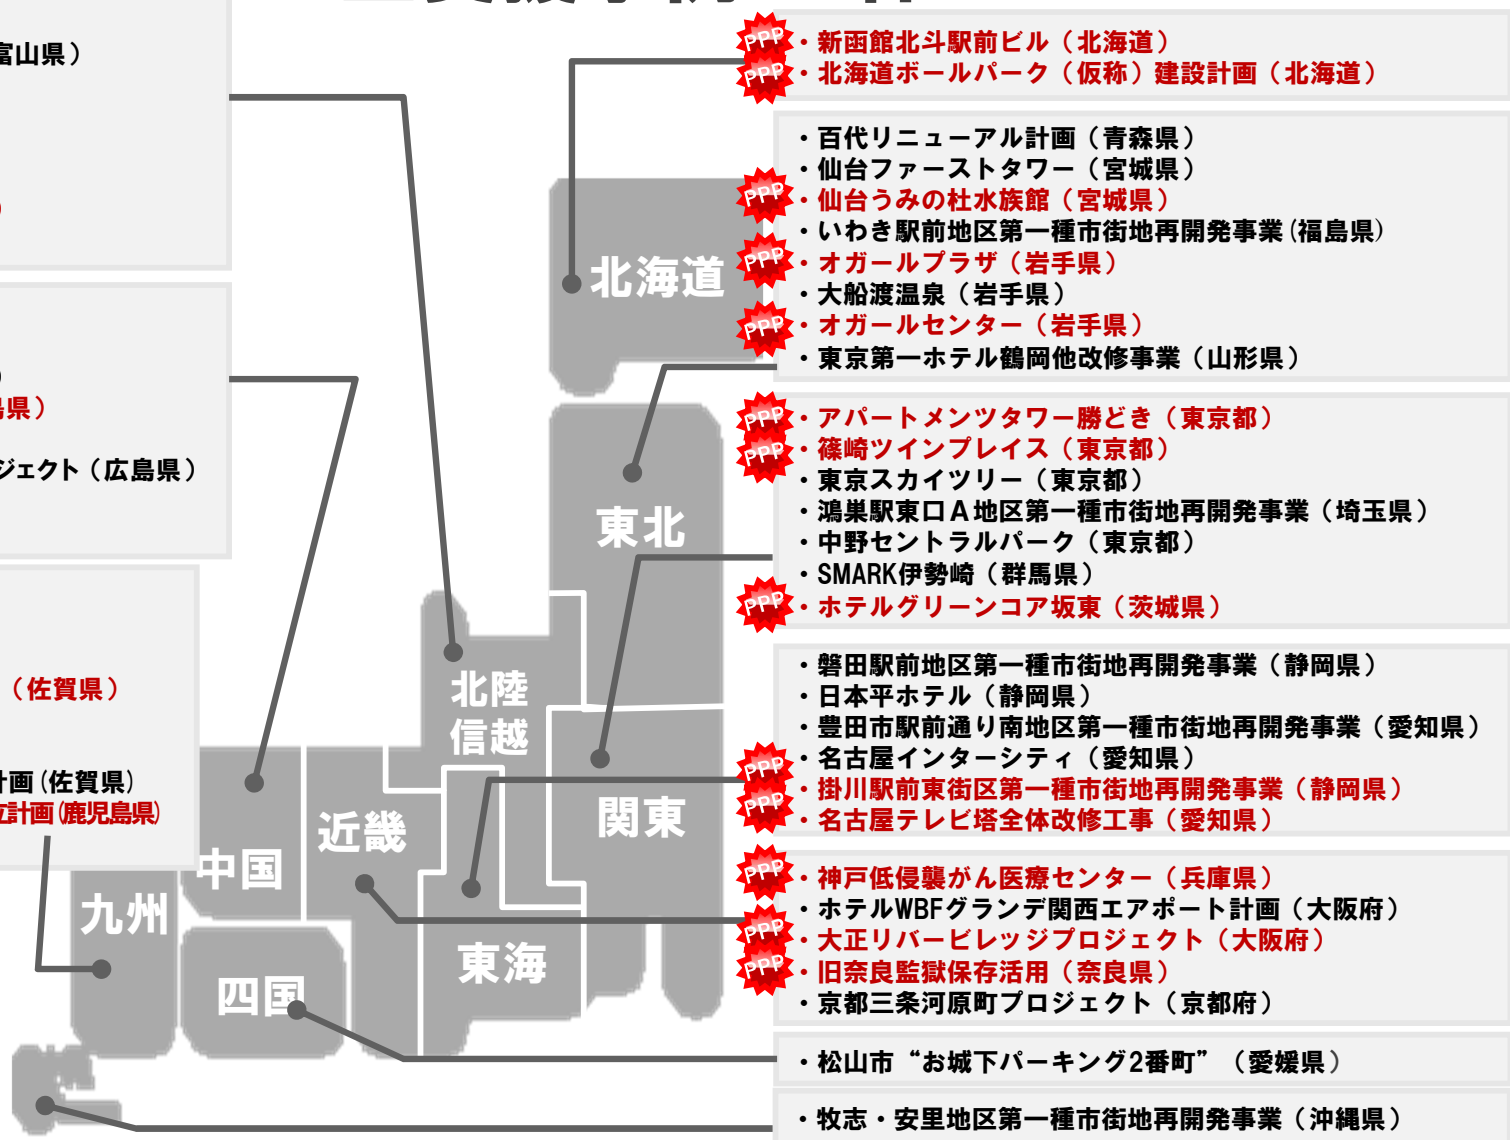 富山県）
）
）
島県）
ジェクト（広島県）
（佐賀県）
計画(佐賀県)
立計画(鹿児島県)
PPP・新函館北斗駅前ビル（北海道）
PPP・北海道ボールパーク（仮称）建設計画（北海道）
・百代リニューアル計画（青森県）
・仙台ファーストタワー（宮城県）
PPP・仙台うみの杜水族館（宮城県）
・いわき駅前地区第一種市街地再開発事業(福島県)
PPP・オガールプラザ（岩手県）
・大船渡温泉（岩手県）
PPP・オガールセンター（岩手県）
・東京第一ホテル鶴岡他改修事業（山形県）
PPP・アパートメンツタワー勝どき（東京都）
PPP・篠崎ツインプレイス（東京都）
・東京スカイツリー（東京都）
・鴻巣駅東口Ａ地区第一種市街地再開発事業（埼玉県）
・中野セントラルパーク（東京都）
・SMARK伊勢崎（群馬県）
PPP・ホテルグリーンコア坂東（茨城県）
・磐田駅前地区第一種市街地再開発事業（静岡県）
・日本平ホテル（静岡県）
・豊田市駅前通り南地区第一種市街地再開発事業（愛知県）
・名古屋インターシティ（愛知県）
PPP・掛川駅前東街区第一種市街地再開発事業（静岡県）
PPP・名古屋テレビ塔全体改修工事（愛知県）
PPP・神戸低侵襲がん医療センター（兵庫県）
・ホテルWBFグランデ関西エアポート計画（大阪府）
PPP・大正リバービレッジプロジェクト（大阪府）
PPP・旧奈良監獄保存活用（奈良県）
・京都三条河原町プロジェクト（京都府）
・松山市“お城下パーキング2番町”（愛媛県）
・牧志・安里地区第一種市街地再開発事業（沖縄県）
北海道
東北
北陸
信越
関東
近畿
中国
九州
東海
四国